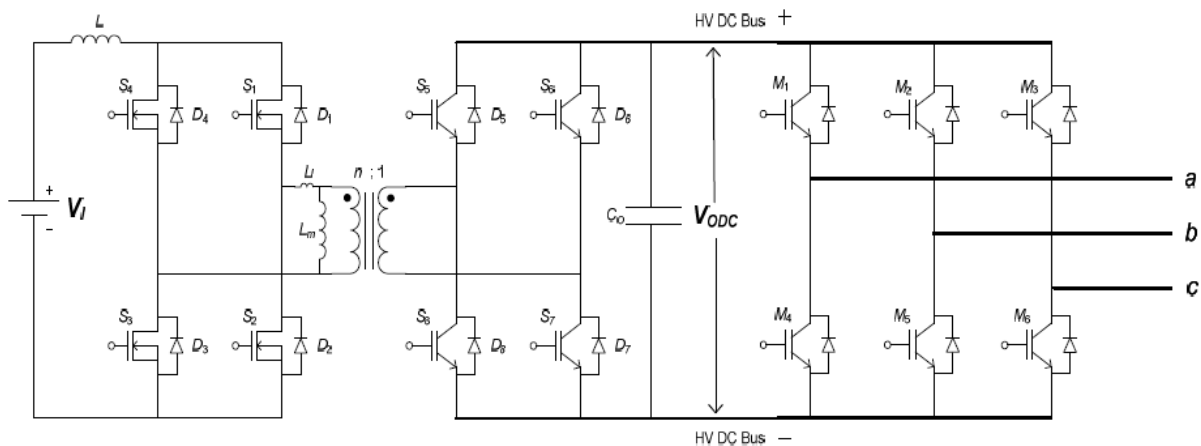 HV DC Bus +
L
S4
D4
S1
D1
S5
D5
S6
D6
M1
M2
M3
Ll
n : 1
Lm
VI
+
-
Cio
VODC
a
b
c
S3
D3
S2
D2
S8
D8
S7
D7
M4
M5
M6
HV DC Bus −